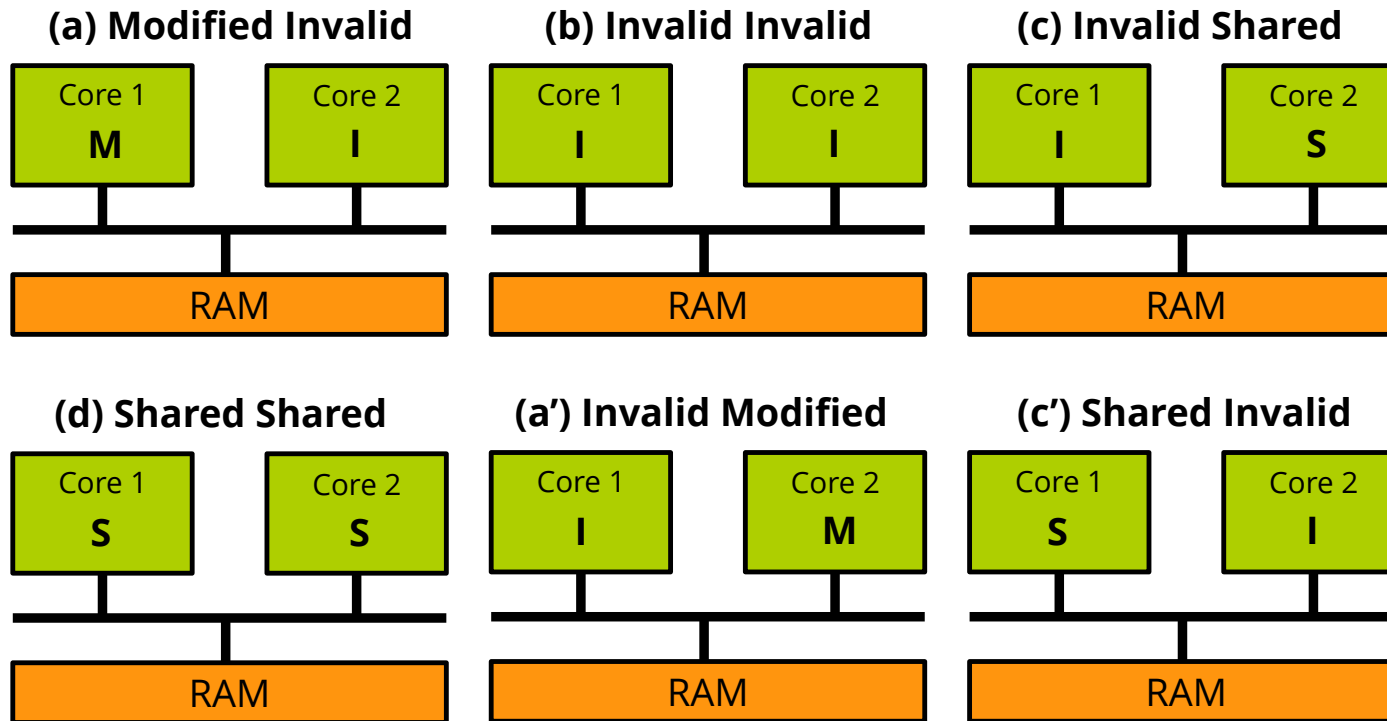 (a) Modified Invalid
Core 1
M
Core 2
I
RAM
(b) Invalid Invalid
Core 1
I
Core 2
I
RAM
(c) Invalid Shared
Core 1
I
Core 2
S
RAM
(d) Shared Shared
Core 1
S
Core 2
S
RAM
(a’) Invalid Modified
Core 1
I
Core 2
M
RAM
(c’) Shared Invalid
Core 1
S
Core 2
I
RAM